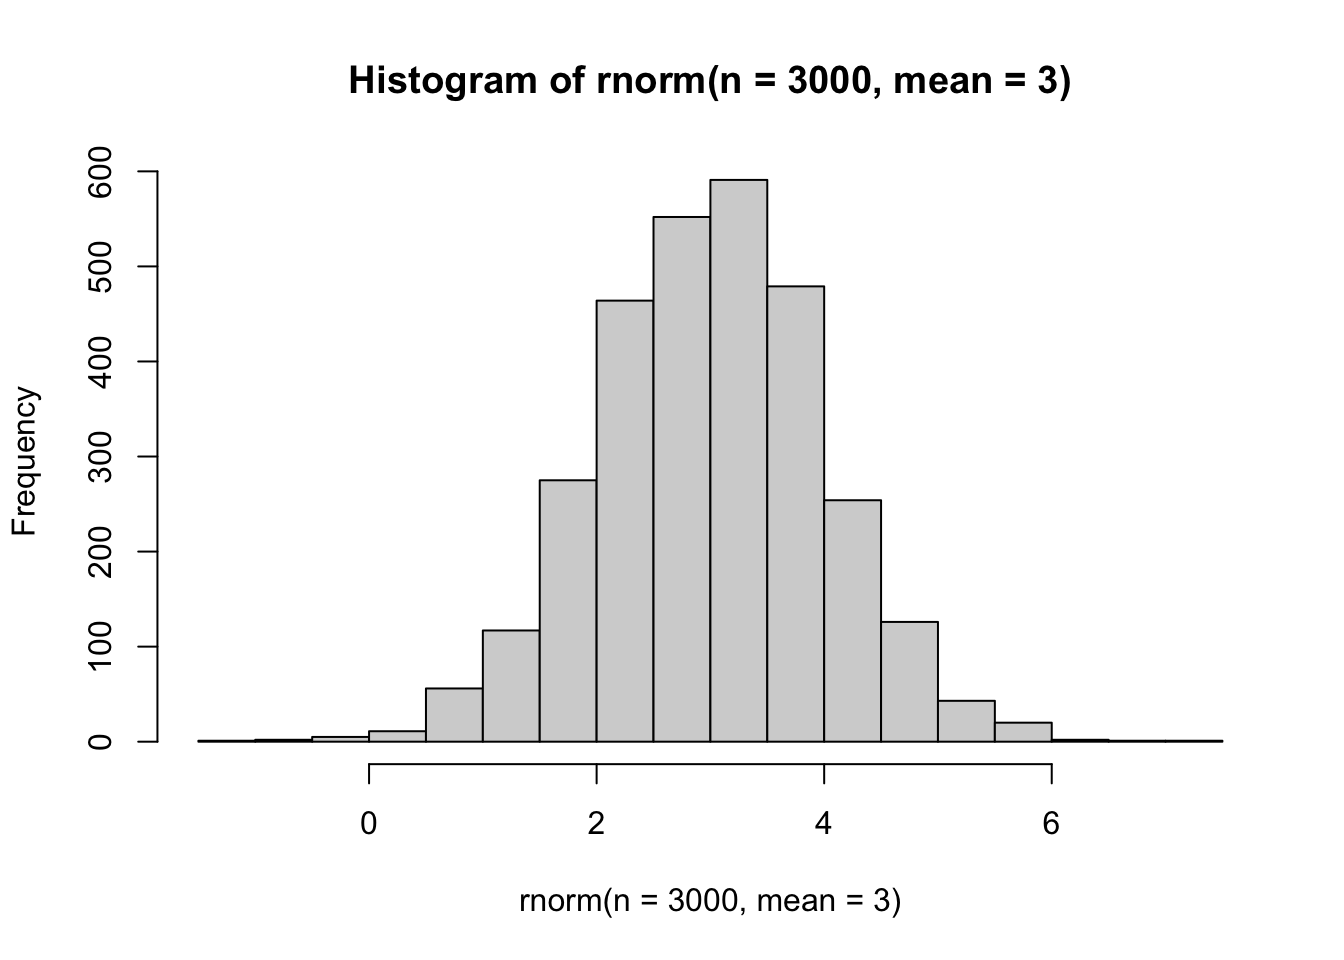 Histogram of rnorm(n = 3000, mean = 3)
Frequency
600
500
400
300
200
100
0
0 2 4 6
rnorm(n = 3000, mean = 3)